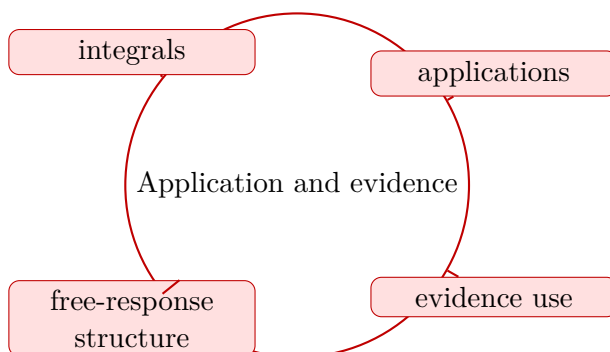 integrals
applications
Application and evidence
free-response
structure
evidence use